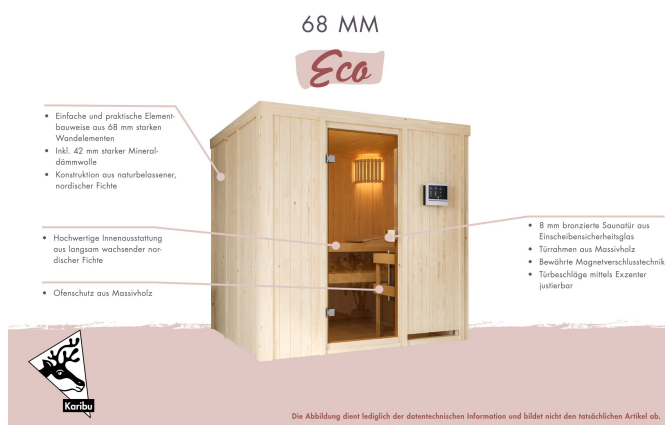 68 MM
Eco
• Einfache und praktische Element-
bauweise aus 68 mm starken
Wandelementen
• Inkl. 42 mm starker Mineral-
dämmwolle
• Konstruktion aus naturbelassener,
nordischer Fichte
• Hochwertige Innenausstattung
aus langsam wachsender nor-
discher Fichte
• Ofenschutz aus Massivholz
• 8 mm bronzierte Saunatür aus
Einscheibensicherheitsglas
• Türrahmen aus Massivholz
• Bewährte Magnetverschlusstechnik
• Türbeschläge mittels Exzenter
justierbar
Karibu
Die Abbildung dient lediglich der datentechnischen Information und bildet nicht den tatsächlichen Artikel ab.